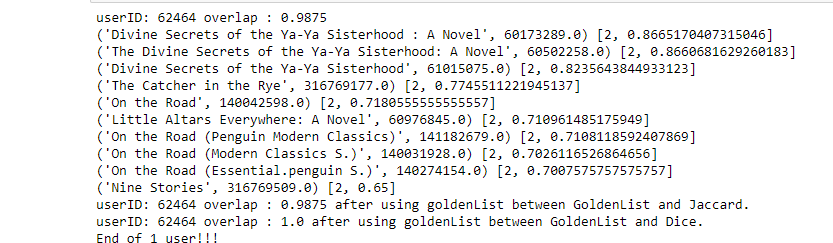 userID: 62464 overlap : 0.9875
('Divine Secrets of the Ya-Ya Sisterhood : A Novel', 60173289.0) [2, 0.8665170407315046]
('The Divine Secrets of the Ya-Ya Sisterhood: A Novel', 60502258.0) [2, 0.8660681629260183]
('Divine Secrets of the Ya-Ya Sisterhood', 61015075.0) [2, 0.8235643844933123]
('The Catcher in the Rye', 316769177.0) [2, 0.7745511221945137]
('On the Road', 140042598.0) [2, 0.7180555555555557]
('Little Altars Everywhere: A Novel', 60976845.0) [2, 0.710961485175949]
('On the Road (Penguin Modern Classics)', 141182679.0) [2, 0.7108118592407869]
('On the Road (Modern Classics S.)', 140031928.0) [2, 0.7026116526864656]
('On the Road (Essential.penguin S.)', 140274154.0) [2, 0.7007575757575757]
('Nine Stories', 316769509.0) [2, 0.65]
userID: 62464 overlap : 0.9875 after using goldenList between GoldenList and Jaccard.
userID: 62464 overlap : 1.0 after using goldenList between GoldenList and Dice.
End of 1 user!!!